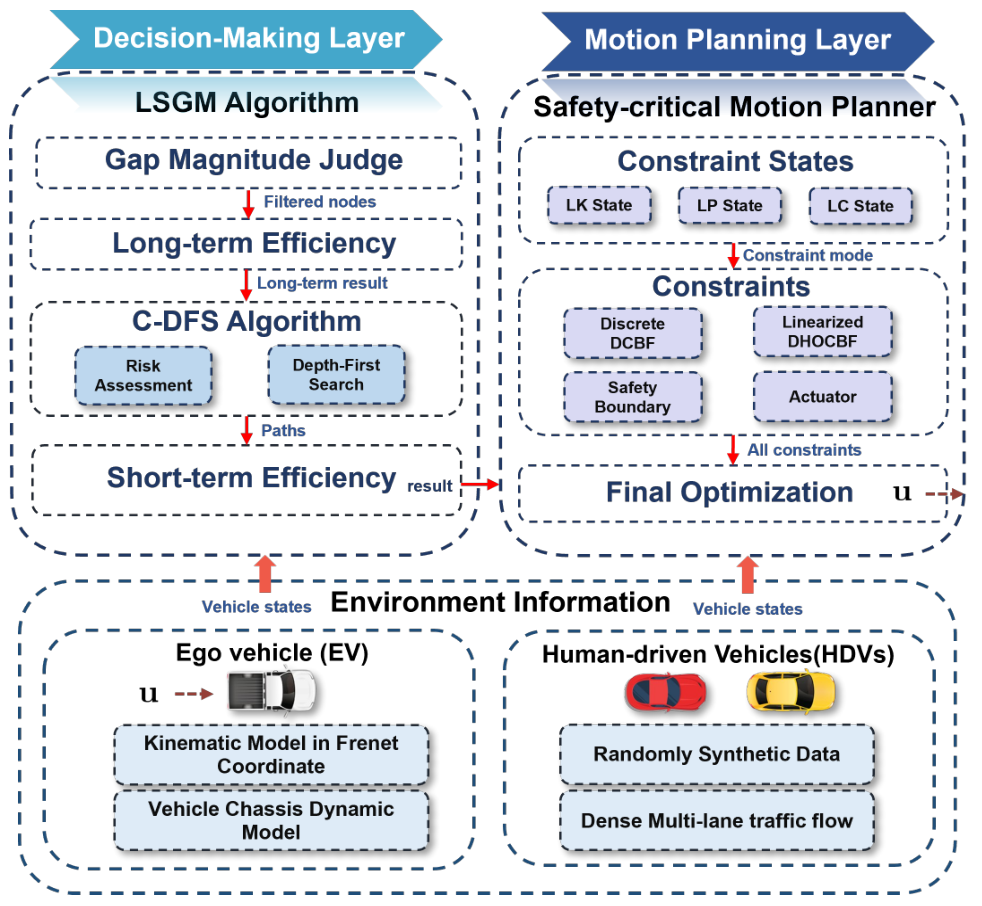 Decision-Making Layer
LSGM Algorithm
Gap Magnitude Judge
Filtered nodes
Long-term Efficiency
Long-term result
C-DFS Algorithm
Risk
Assessment
Depth-First
Search
Paths
Short-term Efficiency
result
Motion Planning Layer
Safety-critical Motion Planner
Constraint States
LK State
LP State
LC State
Constraint mode
Constraints
Discrete
DCBF
Linearized
DHOCBF
Safety
Boundary
Actuator
All constraints
Final Optimization
u
Vehicle states
Environment Information
Vehicle states
Ego vehicle (EV)
u
Kinematic Model in Frenet
Coordinate
Vehicle Chassis Dynamic
Model
Human-driven Vehicles(HDVs)
Randomly Synthetic Data
Dense Multi-lane traffic flow